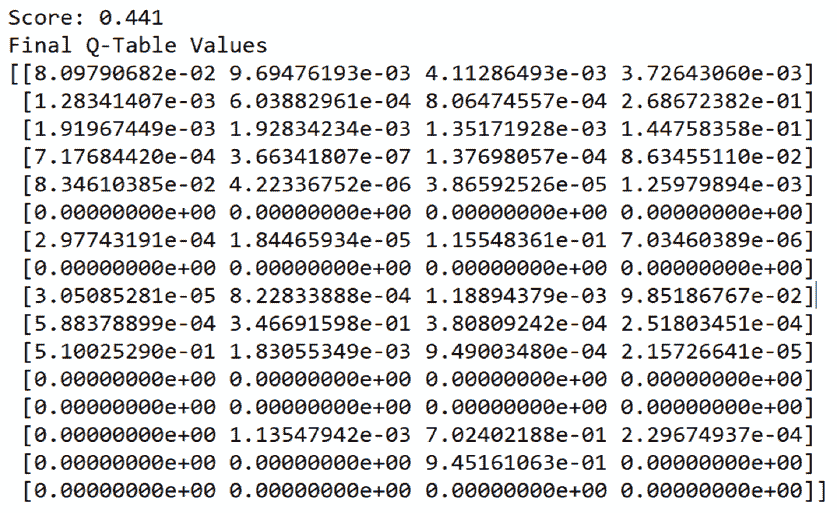 Score: 0.441
Final Q-Table Values
[[8.09790682e-02 9.69476193e-03 4.11286493e-03 3.72643060e-03]
[1.28341407e-03 6.03882961e-04 8.06474557e-04 2.68672382e-01]
[1.91967449e-03 1.92834234e-03 1.35171928e-03 1.44758358e-01]
[7.17684420e-04 3.66341807e-07 1.37698057e-04 8.63455110e-02]
[8.34610385e-02 4.22336752e-06 3.86592526e-05 1.25979894e-03]
[0.00000000e+00 0.00000000e+00 0.00000000e+00 0.00000000e+00]
[2.97743191e-04 1.84465934e-05 1.15548361e-01 7.03460389e-06]
[0.00000000e+00 0.00000000e+00 0.00000000e+00 0.00000000e+00]
[3.05085281e-05 8.22833888e-04 1.18894379e-03 9.85186767e-02]
[5.88378899e-04 3.46691598e-01 3.80809242e-04 2.51803451e-04]
[5.10025290e-01 1.83055349e-03 9.49003480e-04 2.15726641e-05]
[0.00000000e+00 0.00000000e+00 0.00000000e+00 0.00000000e+00]
[0.00000000e+00 0.00000000e+00 0.00000000e+00 0.00000000e+00]
[0.00000000e+00 1.13547942e-03 7.02402188e-01 2.29674937e-04]
[0.00000000e+00 0.00000000e+00 9.45161063e-01 0.00000000e+00]
[0.00000000e+00 0.00000000e+00 0.00000000e+00 0.00000000e+00]]